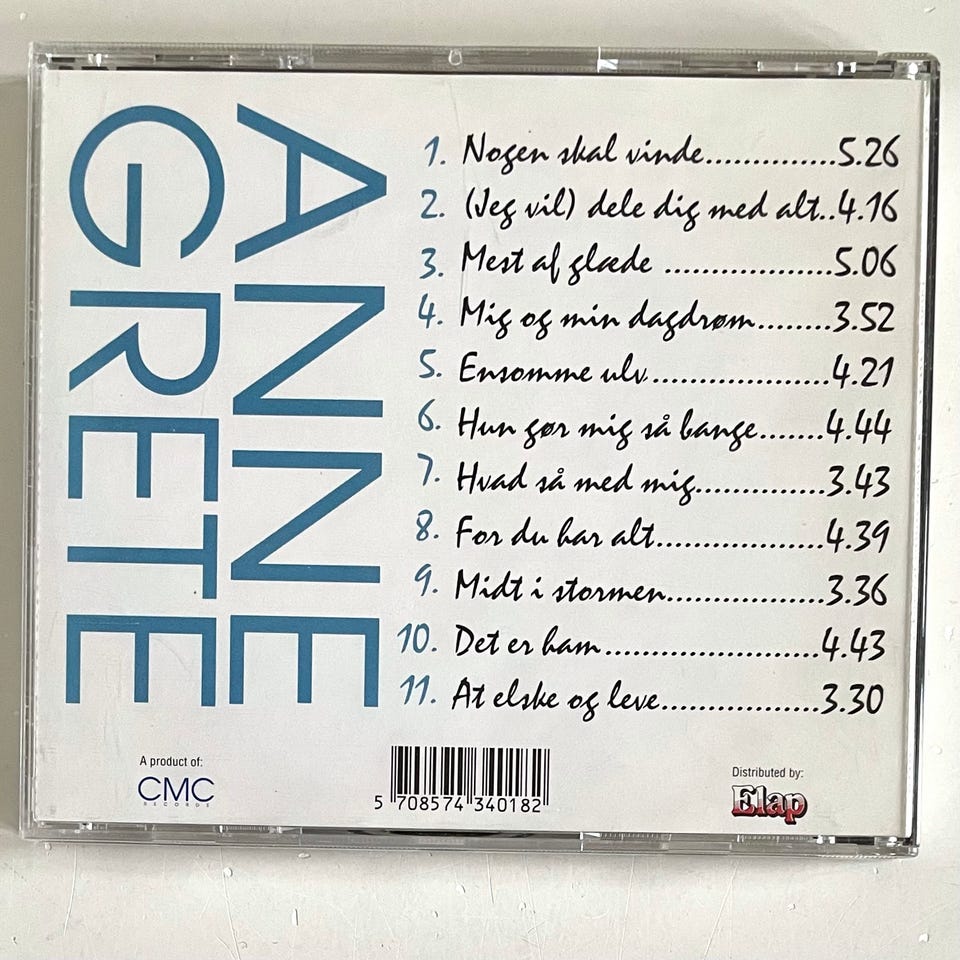 ANNE
GRETE
1. Nogen skal vinde..............5.26
2. (Jeg vil) dele dig med alt..4.16
3. Mest af glæde .................5.06
4. Mig og min dagdrøm........3.52
5. Ensomme ulv..................4.21
6. Hun gør mig så bange.......4.44
7. Hvad så med mig.............3.43
8. For du har alt.................4.39
9. Midt i stormen................3.36
10. Det er ham......................4.43
11. At elske og leve................3.30
A product of:
CMC
RECORDS
5 708574 340182
Distributed by:
Elap